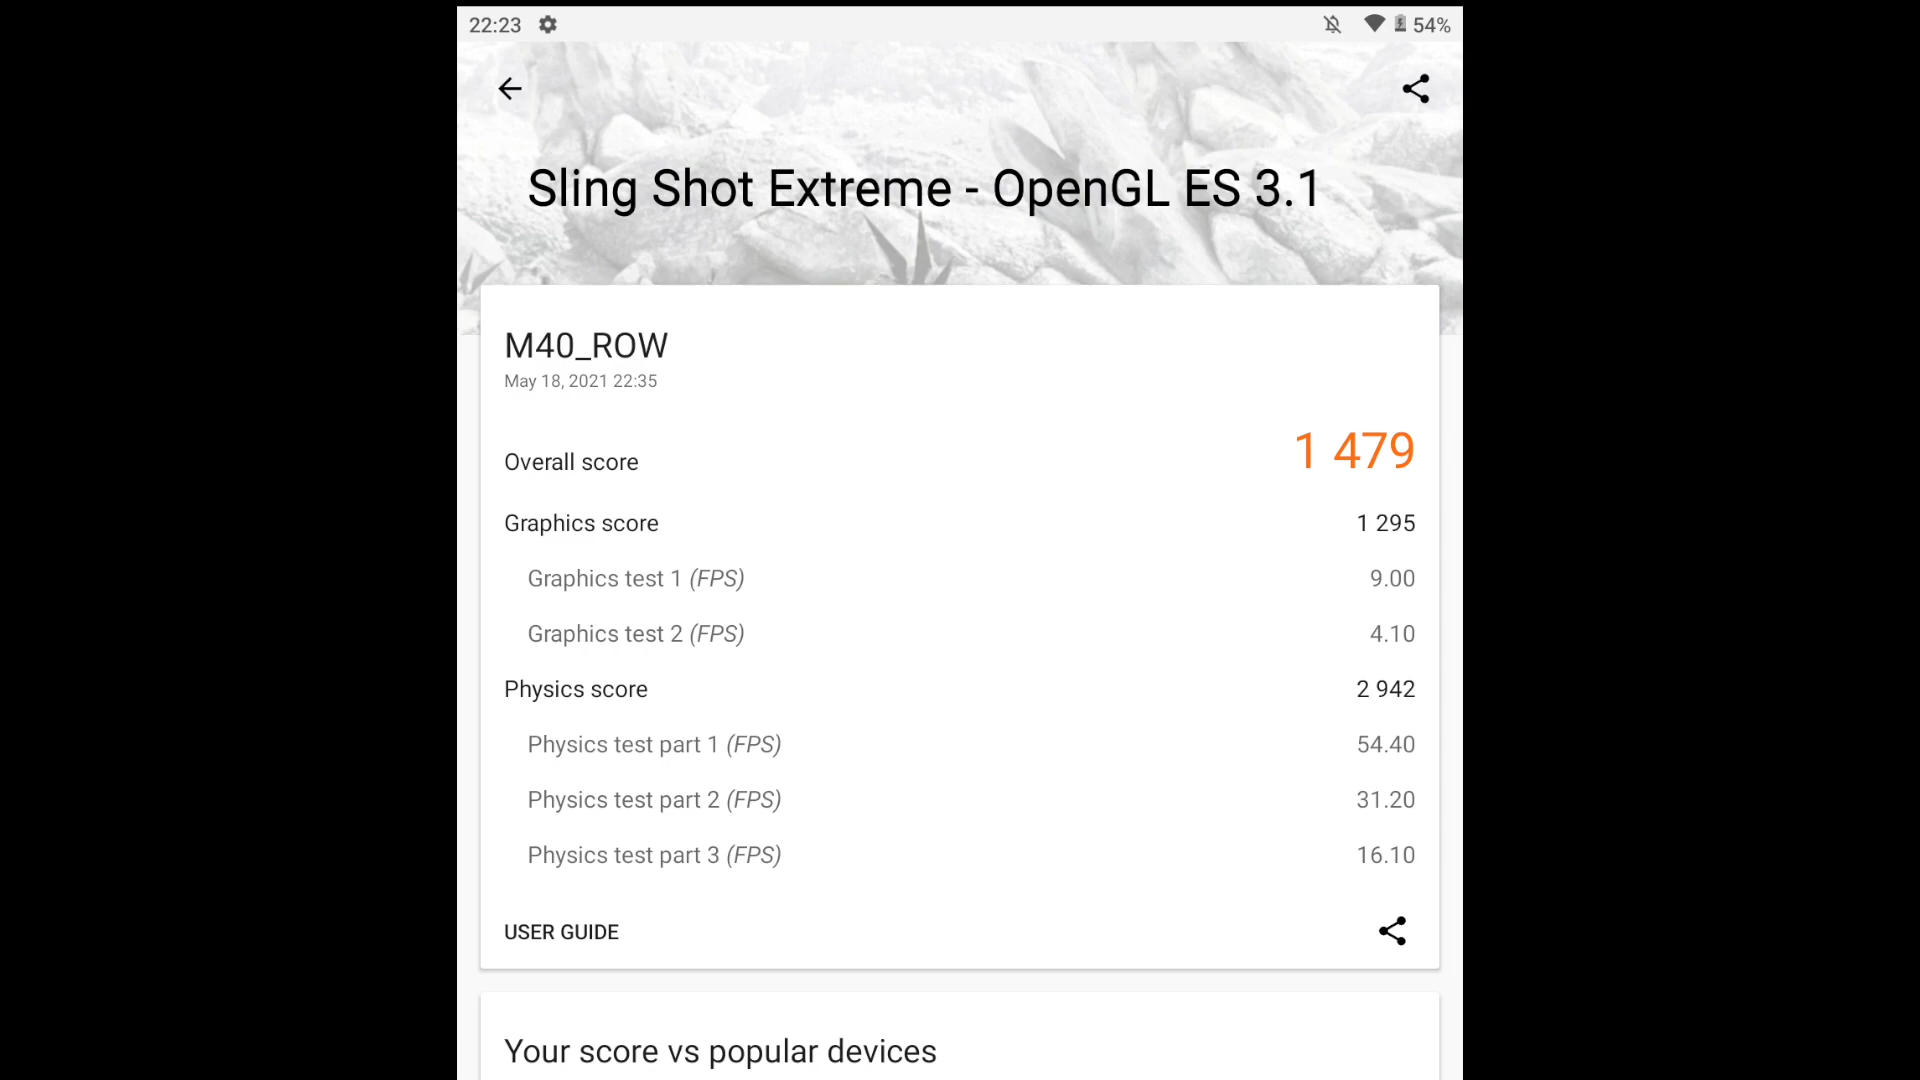 22:23 54%
Sling Shot Extreme - OpenGL ES 3.1
M40_ROW
May 18, 2021 22:35
Overall score 1 479
Graphics score 1 295
Graphics test 1 (FPS) 9.00
Graphics test 2 (FPS) 4.10
Physics score 2 942
Physics test part 1 (FPS) 54.40
Physics test part 2 (FPS) 31.20
Physics test part 3 (FPS) 16.10
USER GUIDE
Your score vs popular devices